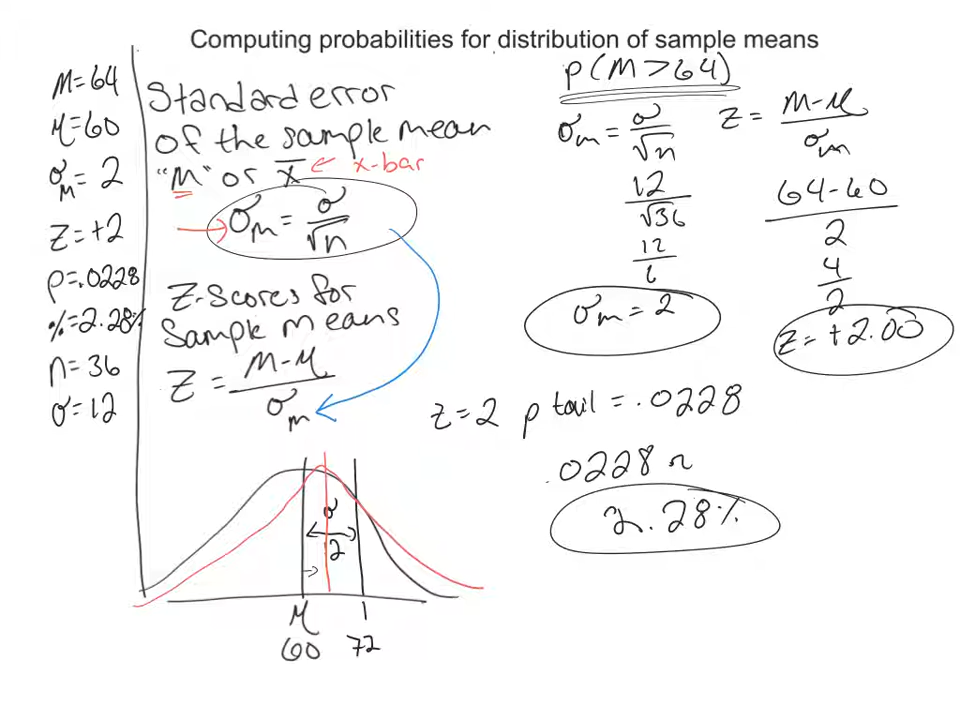 Computing probabilities for distribution of sample means
M=64
μ=60
σM=2
Z=+2
p=.0228
%=2.28%
n=36
σ=12
Standard error
of the sample mean
"M" or x̅ ← x-bar
σm = σ/√n
Z-Scores for
Sample Means
Z = M-μ/σm
p(M>64)
σm = σ/√n
12/√36
12/6
σm = 2
Z = M-μ/σm
64-60/2
4/2
Z=+2.00
Z=2 p tail = .0228
.0228 or
2.28%
σ
12
μ
60 72